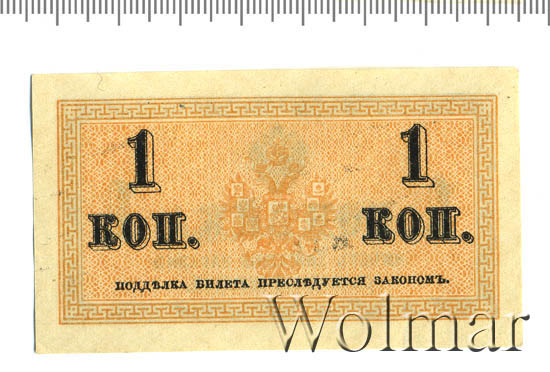 1 1
КОП. КОП.
ПОДДѢЛКА БИЛЕТА ПРЕСЛѢДУЕТСЯ ЗАКОНОМЪ.
Wolmar